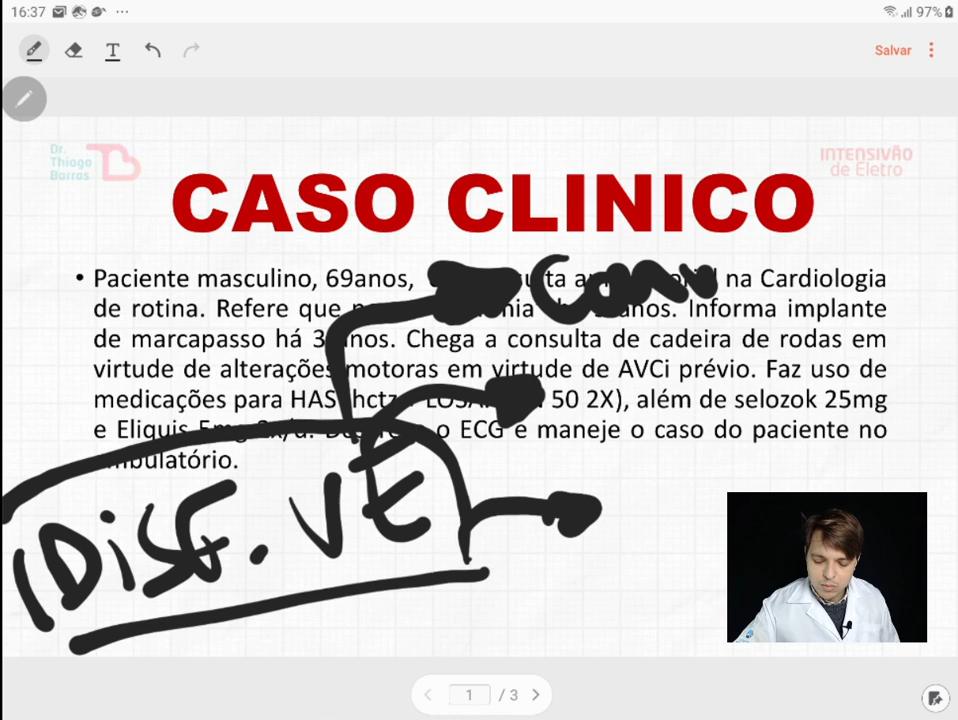 16:37
97%
Salvar
Dr.
Thiago
Barros
INTENSIVÃO
de Eletro
CASO CLINICO
• Paciente masculino, 69anos, na Cardiologia
de rotina. Refere que anos. Informa implante
de marcapasso há 3 anos. Chega a consulta de cadeira de rodas em
virtude de alterações motoras em virtude de AVCi prévio. Faz uso de
medicações para HAS hctz 50 2X), além de selozok 25mg
e Eliquis 5mg 2x/d. o ECG e maneje o caso do paciente no
ambulatório.
DISF. VE
1 / 3